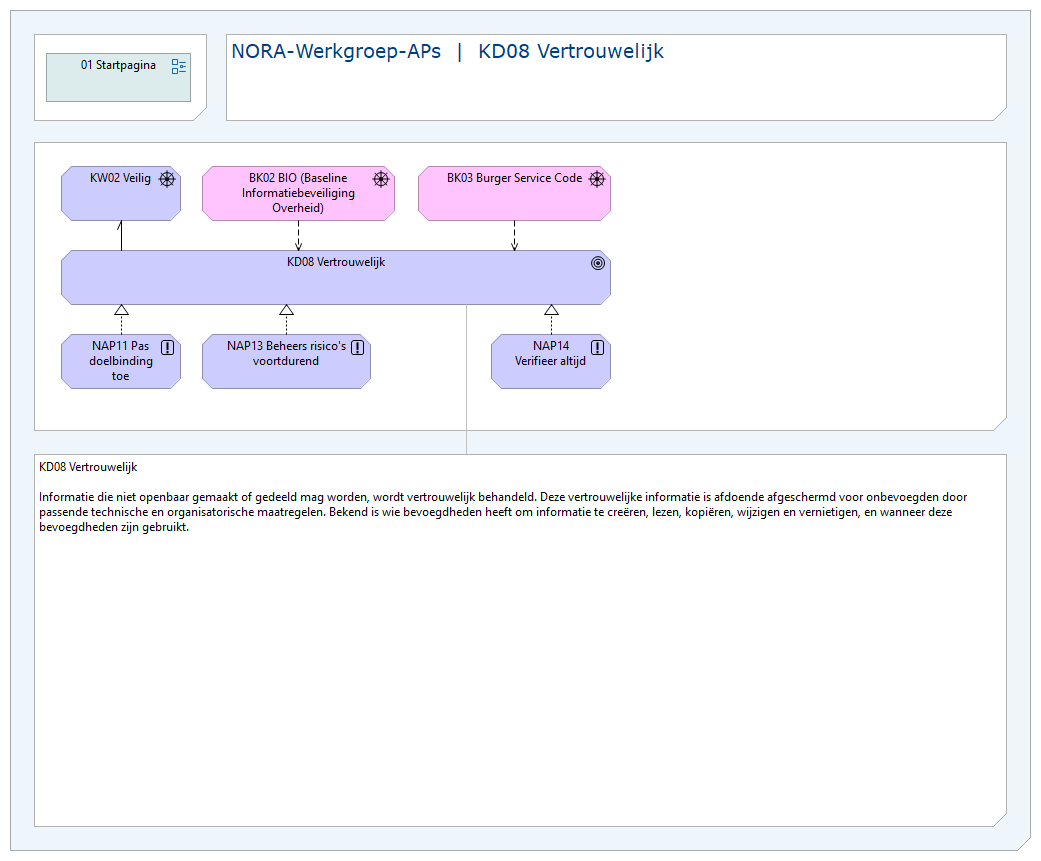 01 Startpagina
NORA-Werkgroep-APs | KD08 Vertrouwelijk
KW02 Veilig
BK02 BIO (Baseline
Informatiebeveiliging
Overheid)
BK03 Burger Service Code
KD08 Vertrouwelijk
NAP11 Pas
doelbinding
toe
NAP13 Beheers risico's
voortdurend
NAP14
Verifieer altijd
KD08 Vertrouwelijk
Informatie die niet openbaar gemaakt of gedeeld mag worden, wordt vertrouwelijk behandeld. Deze vertrouwelijke informatie is afdoende afgeschermd voor onbevoegden door
passende technische en organisatorische maatregelen. Bekend is wie bevoegdheden heeft om informatie te creëren, lezen, kopiëren, wijzigen en vernietigen, en wanneer deze
bevoegdheden zijn gebruikt.